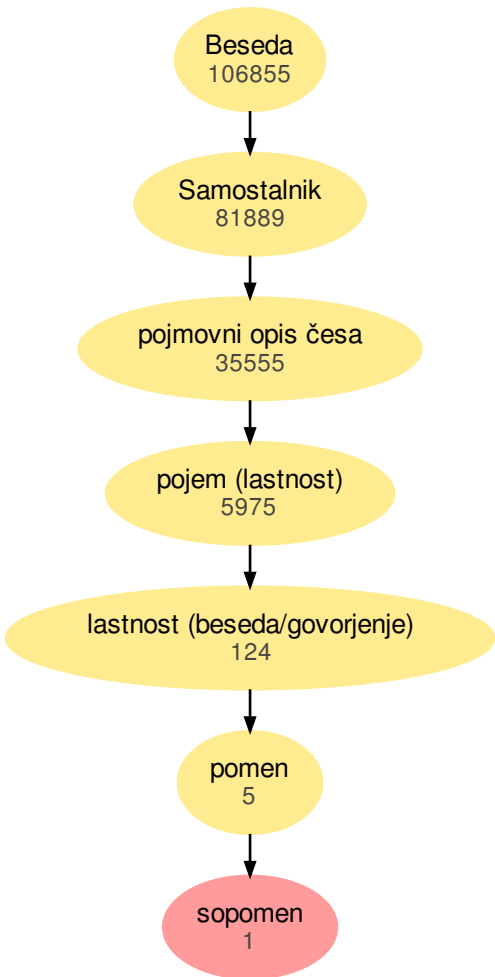 Beseda
106855
Samostalnik
81889
pojmovni opis česa
35555
pojem (lastnost)
5975
lastnost (beseda/govorjenje)
124
pomen
5
sopomen
1